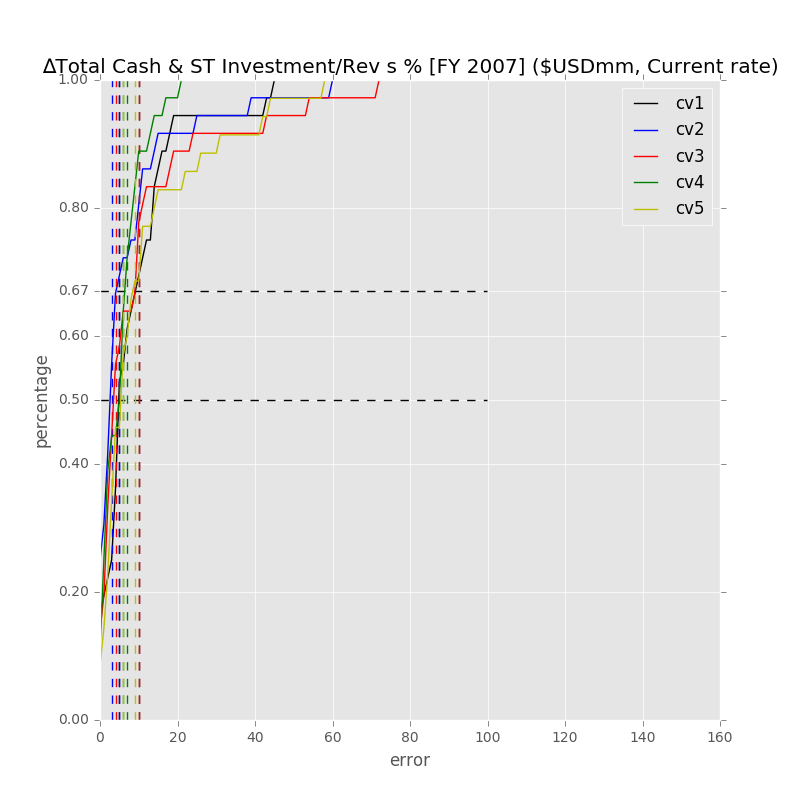 ΔTotal Cash & ST Investment/Rev s % [FY 2007] ($USDmm, Current rate)
1.00
0.80
0.67
0.60
0.50
0.40
0.20
0.00
percentage
cv1
cv2
cv3
cv4
cv5
0 20 40 60 80 100 120 140 160
error